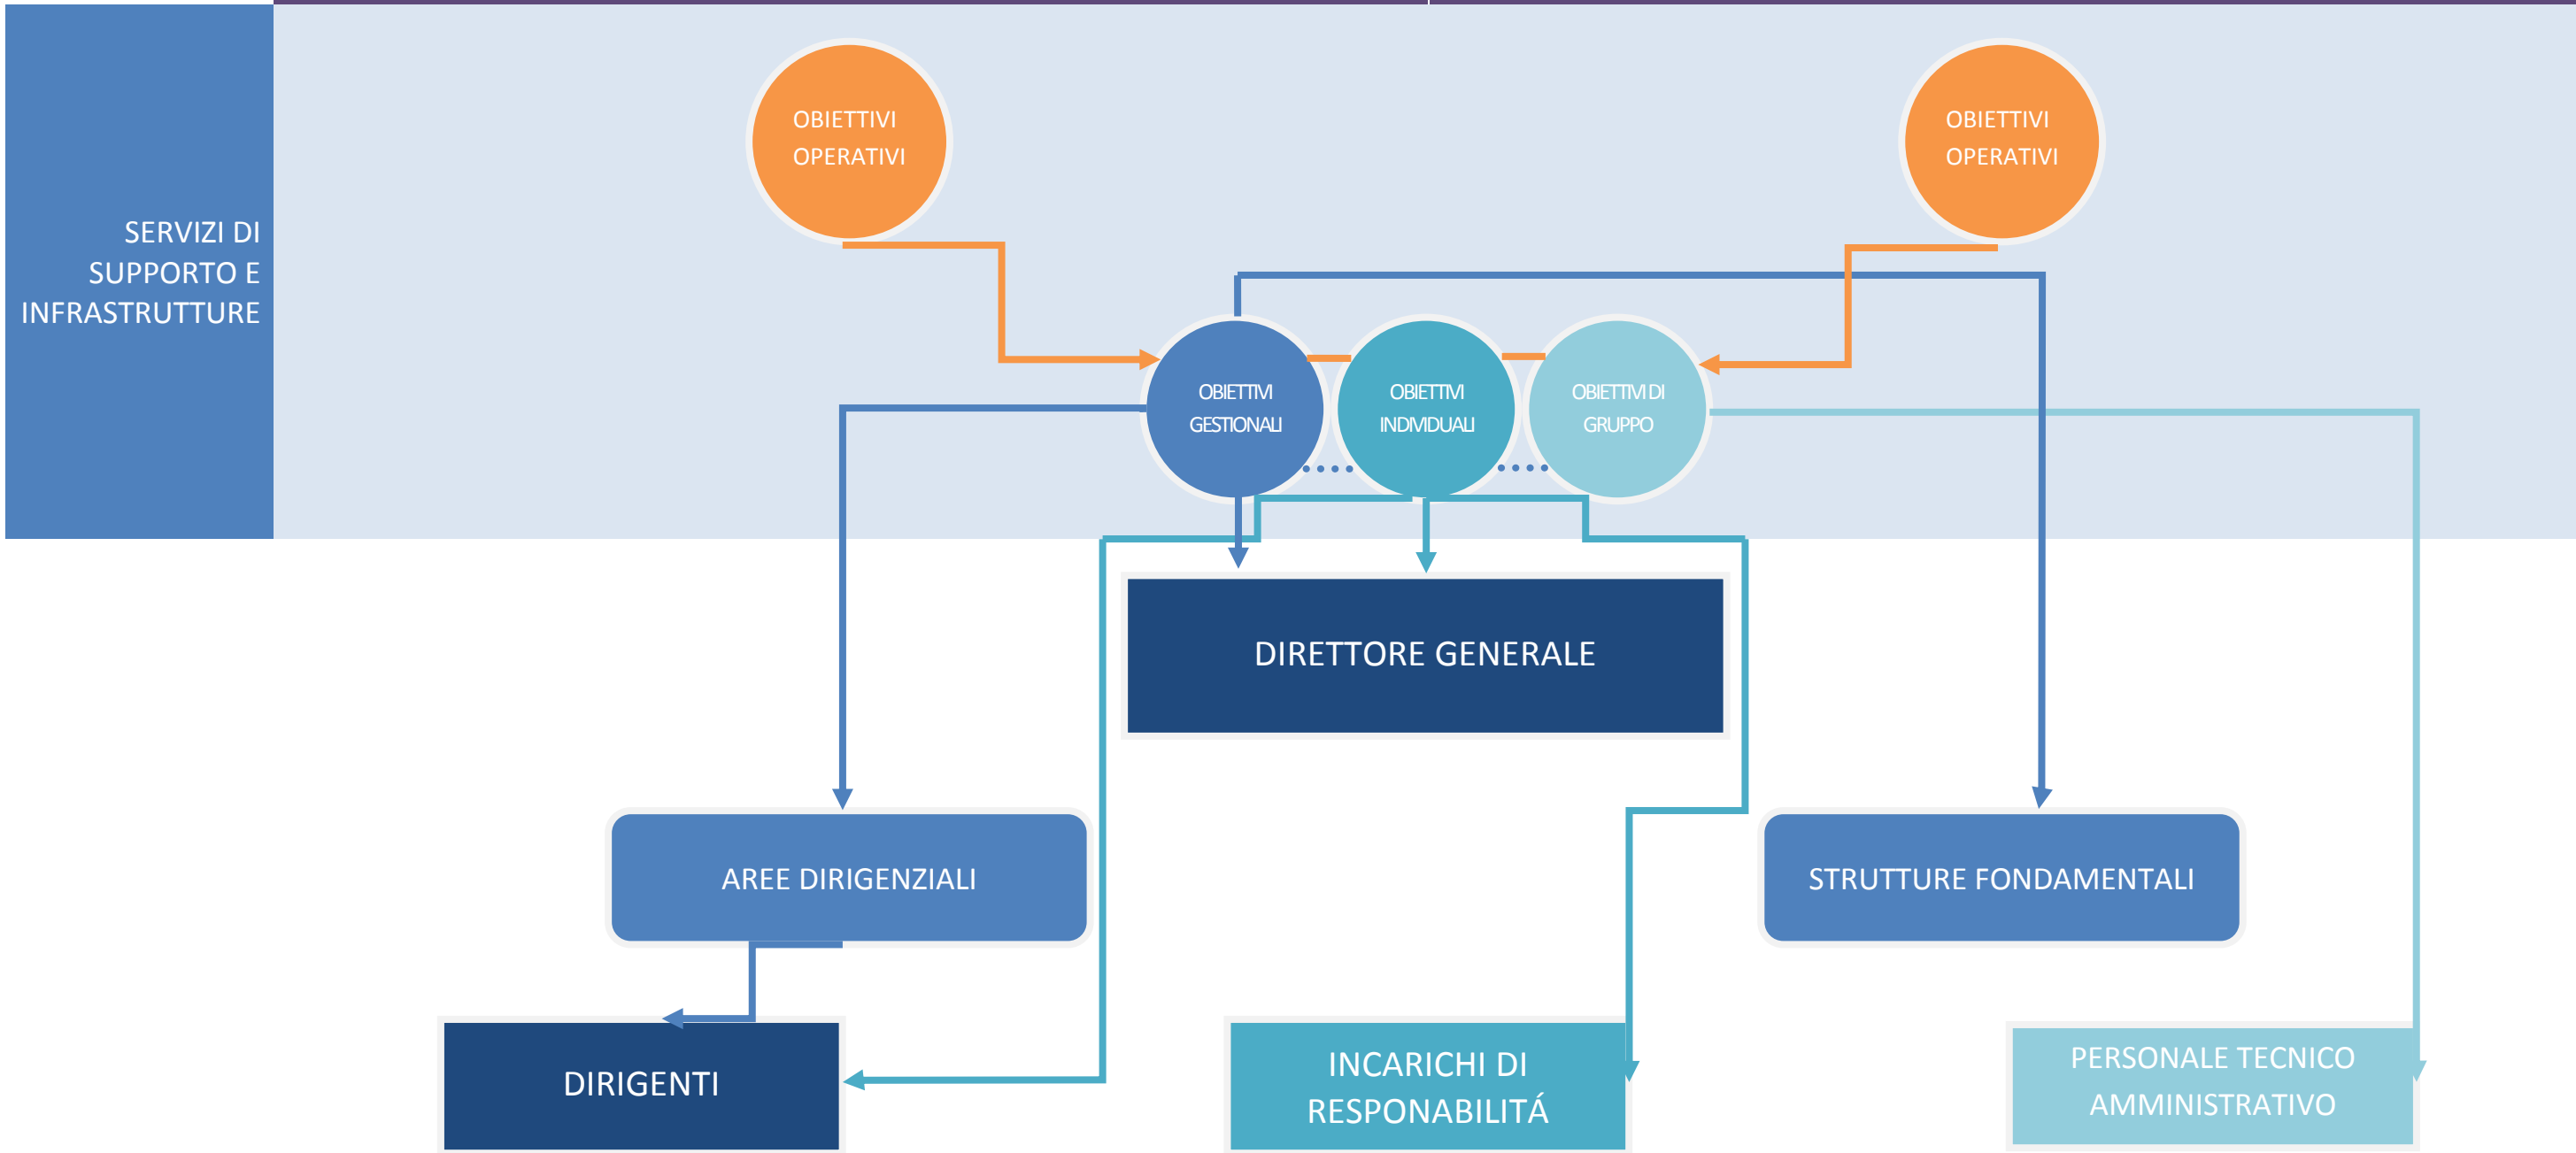 SERVIZI DI
SUPPORTO E
INFRASTRUTTURE
OBIETTIVI
OPERATIVI
OBIETTIVI
OPERATIVI
OBIETTIVI
GESTIONALI
OBIETTIVI
INDIVIDUALI
OBIETTIVI DI
GRUPPO
DIRETTORE GENERALE
AREE DIRIGENZIALI
STRUTTURE FONDAMENTALI
DIRIGENTI
INCARICHI DI
RESPONABILITÁ
PERSONALE TECNICO
AMMINISTRATIVO